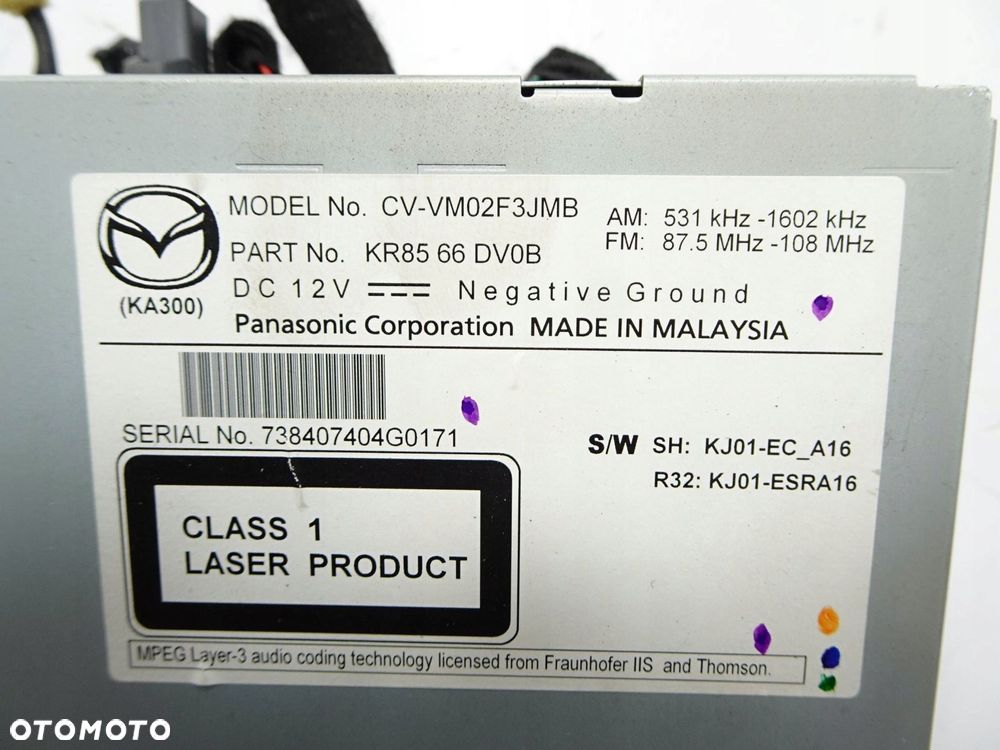 MODEL No. CV-VM02F3JMB
AM: 531 kHz -1602 kHz
PART No. KR85 66 DV0B
FM: 87.5 MHz -108 MHz
(KA300)
DC 12V Negative Ground
Panasonic Corporation MADE IN MALAYSIA
SERIAL No. 738407404G0171
S/W SH: KJ01-EC_A16
R32: KJ01-ESRA16
CLASS 1
LASER PRODUCT
MPEG Layer-3 audio coding technology licensed from Fraunhofer IIS and Thomson.
OTOMOTO